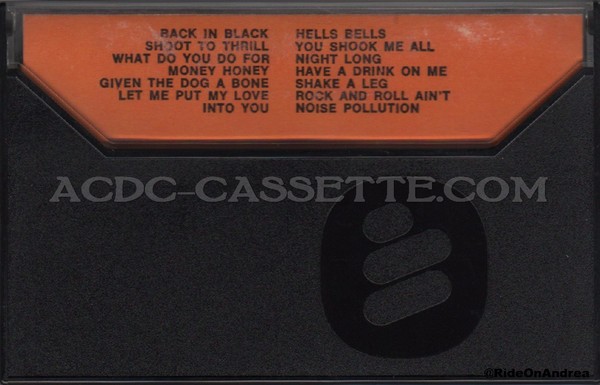 BACK IN BLACK
SHOOT TO THRILL
WHAT DO YOU DO FOR
MONEY HONEY
GIVEN THE DOG A BONE
LET ME PUT MY LOVE
INTO YOU
HELLS BELLS
YOU SHOOK ME ALL
NIGHT LONG
HAVE A DRINK ON ME
SHAKE A LEG
ROCK AND ROLL AIN'T
NOISE POLLUTION
ACDC-CASSETTE.COM
©RideOnAndrea